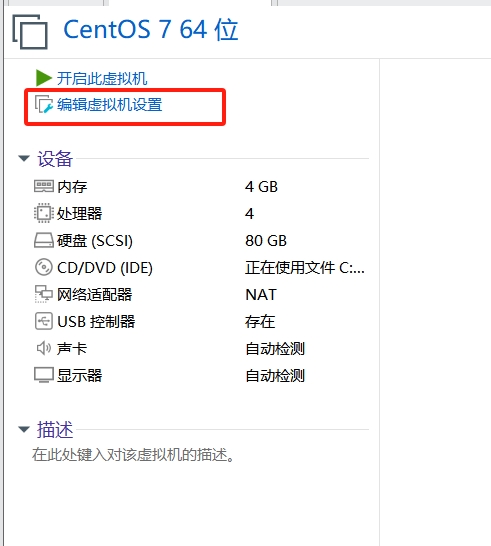 CentOS 7 64 位
开启此虚拟机
编辑虚拟机设置
设备
内存 4 GB
处理器 4
硬盘 (SCSI) 80 GB
CD/DVD (IDE) 正在使用文件 C:...
网络适配器 NAT
USB 控制器 存在
声卡 自动检测
显示器 自动检测
描述
在此处键入对该虚拟机的描述。